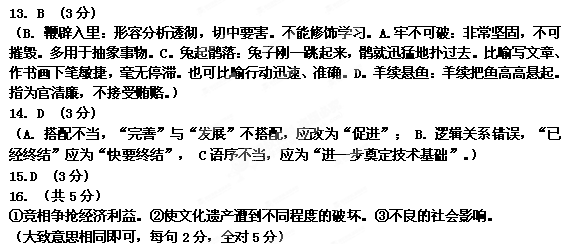 13. B （3分）
（B. 鞭辟入里：形容分析透彻，切中要害。不能修饰学习。A.牢不可破：非常坚固，不可
摧毁。多用于抽象事物。C。兔起鹘落：兔子刚一跳起来，鹘就迅猛地扑过去。比喻写文章、
作书画下笔敏捷，毫无停滞。也可比喻行动迅速、准确。D。羊续悬鱼：羊续把鱼高高悬起。
指为官清廉，不接受贿赂。）
14. D （3分）
（A. 搭配不当，“完善”与“发展”不搭配，应改为“促进”； B. 逻辑关系错误，“已
经终结”应为“快要终结”， C语序不当，应为“进一步奠定技术基础”。）
15.D （3分）
16. （共5分）
①竞相争抢经济利益。②使文化遗产遭到不同程度的破坏。③不良的社会影响。
（大致意思相同即可，每句2分，全对5分）